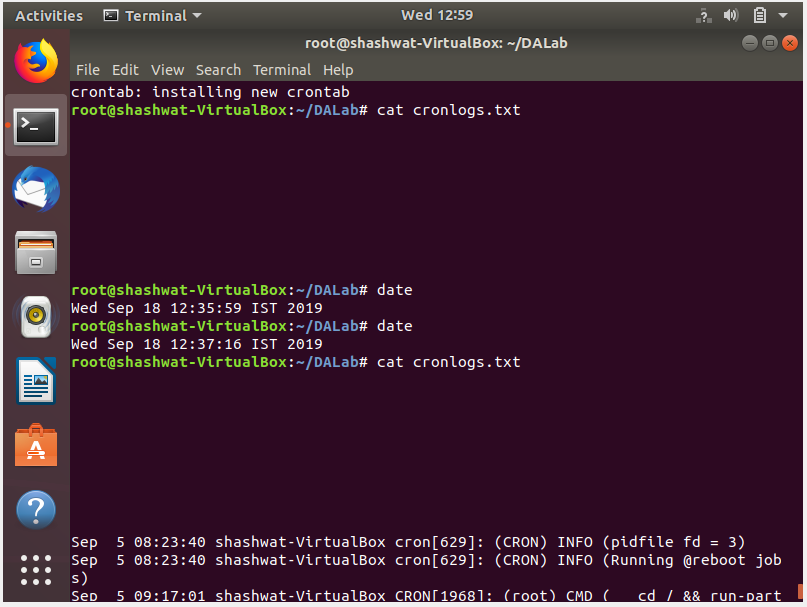 Activities Terminal Wed 12:59
root@shashwat-VirtualBox: ~/DALab
File Edit View Search Terminal Help
crontab: installing new crontab
root@shashwat-VirtualBox:~/DALab# cat cronlogs.txt
root@shashwat-VirtualBox:~/DALab# date
Wed Sep 18 12:35:59 IST 2019
root@shashwat-VirtualBox:~/DALab# date
Wed Sep 18 12:37:16 IST 2019
root@shashwat-VirtualBox:~/DALab# cat cronlogs.txt
Sep  5 08:23:40 shashwat-VirtualBox cron[629]: (CRON) INFO (pidfile fd = 3)
Sep  5 08:23:40 shashwat-VirtualBox cron[629]: (CRON) INFO (Running @reboot job
s)
Sep  5 09:17:01 shashwat-VirtualBox CRON[1968]: (root) CMD (   cd / && run-part